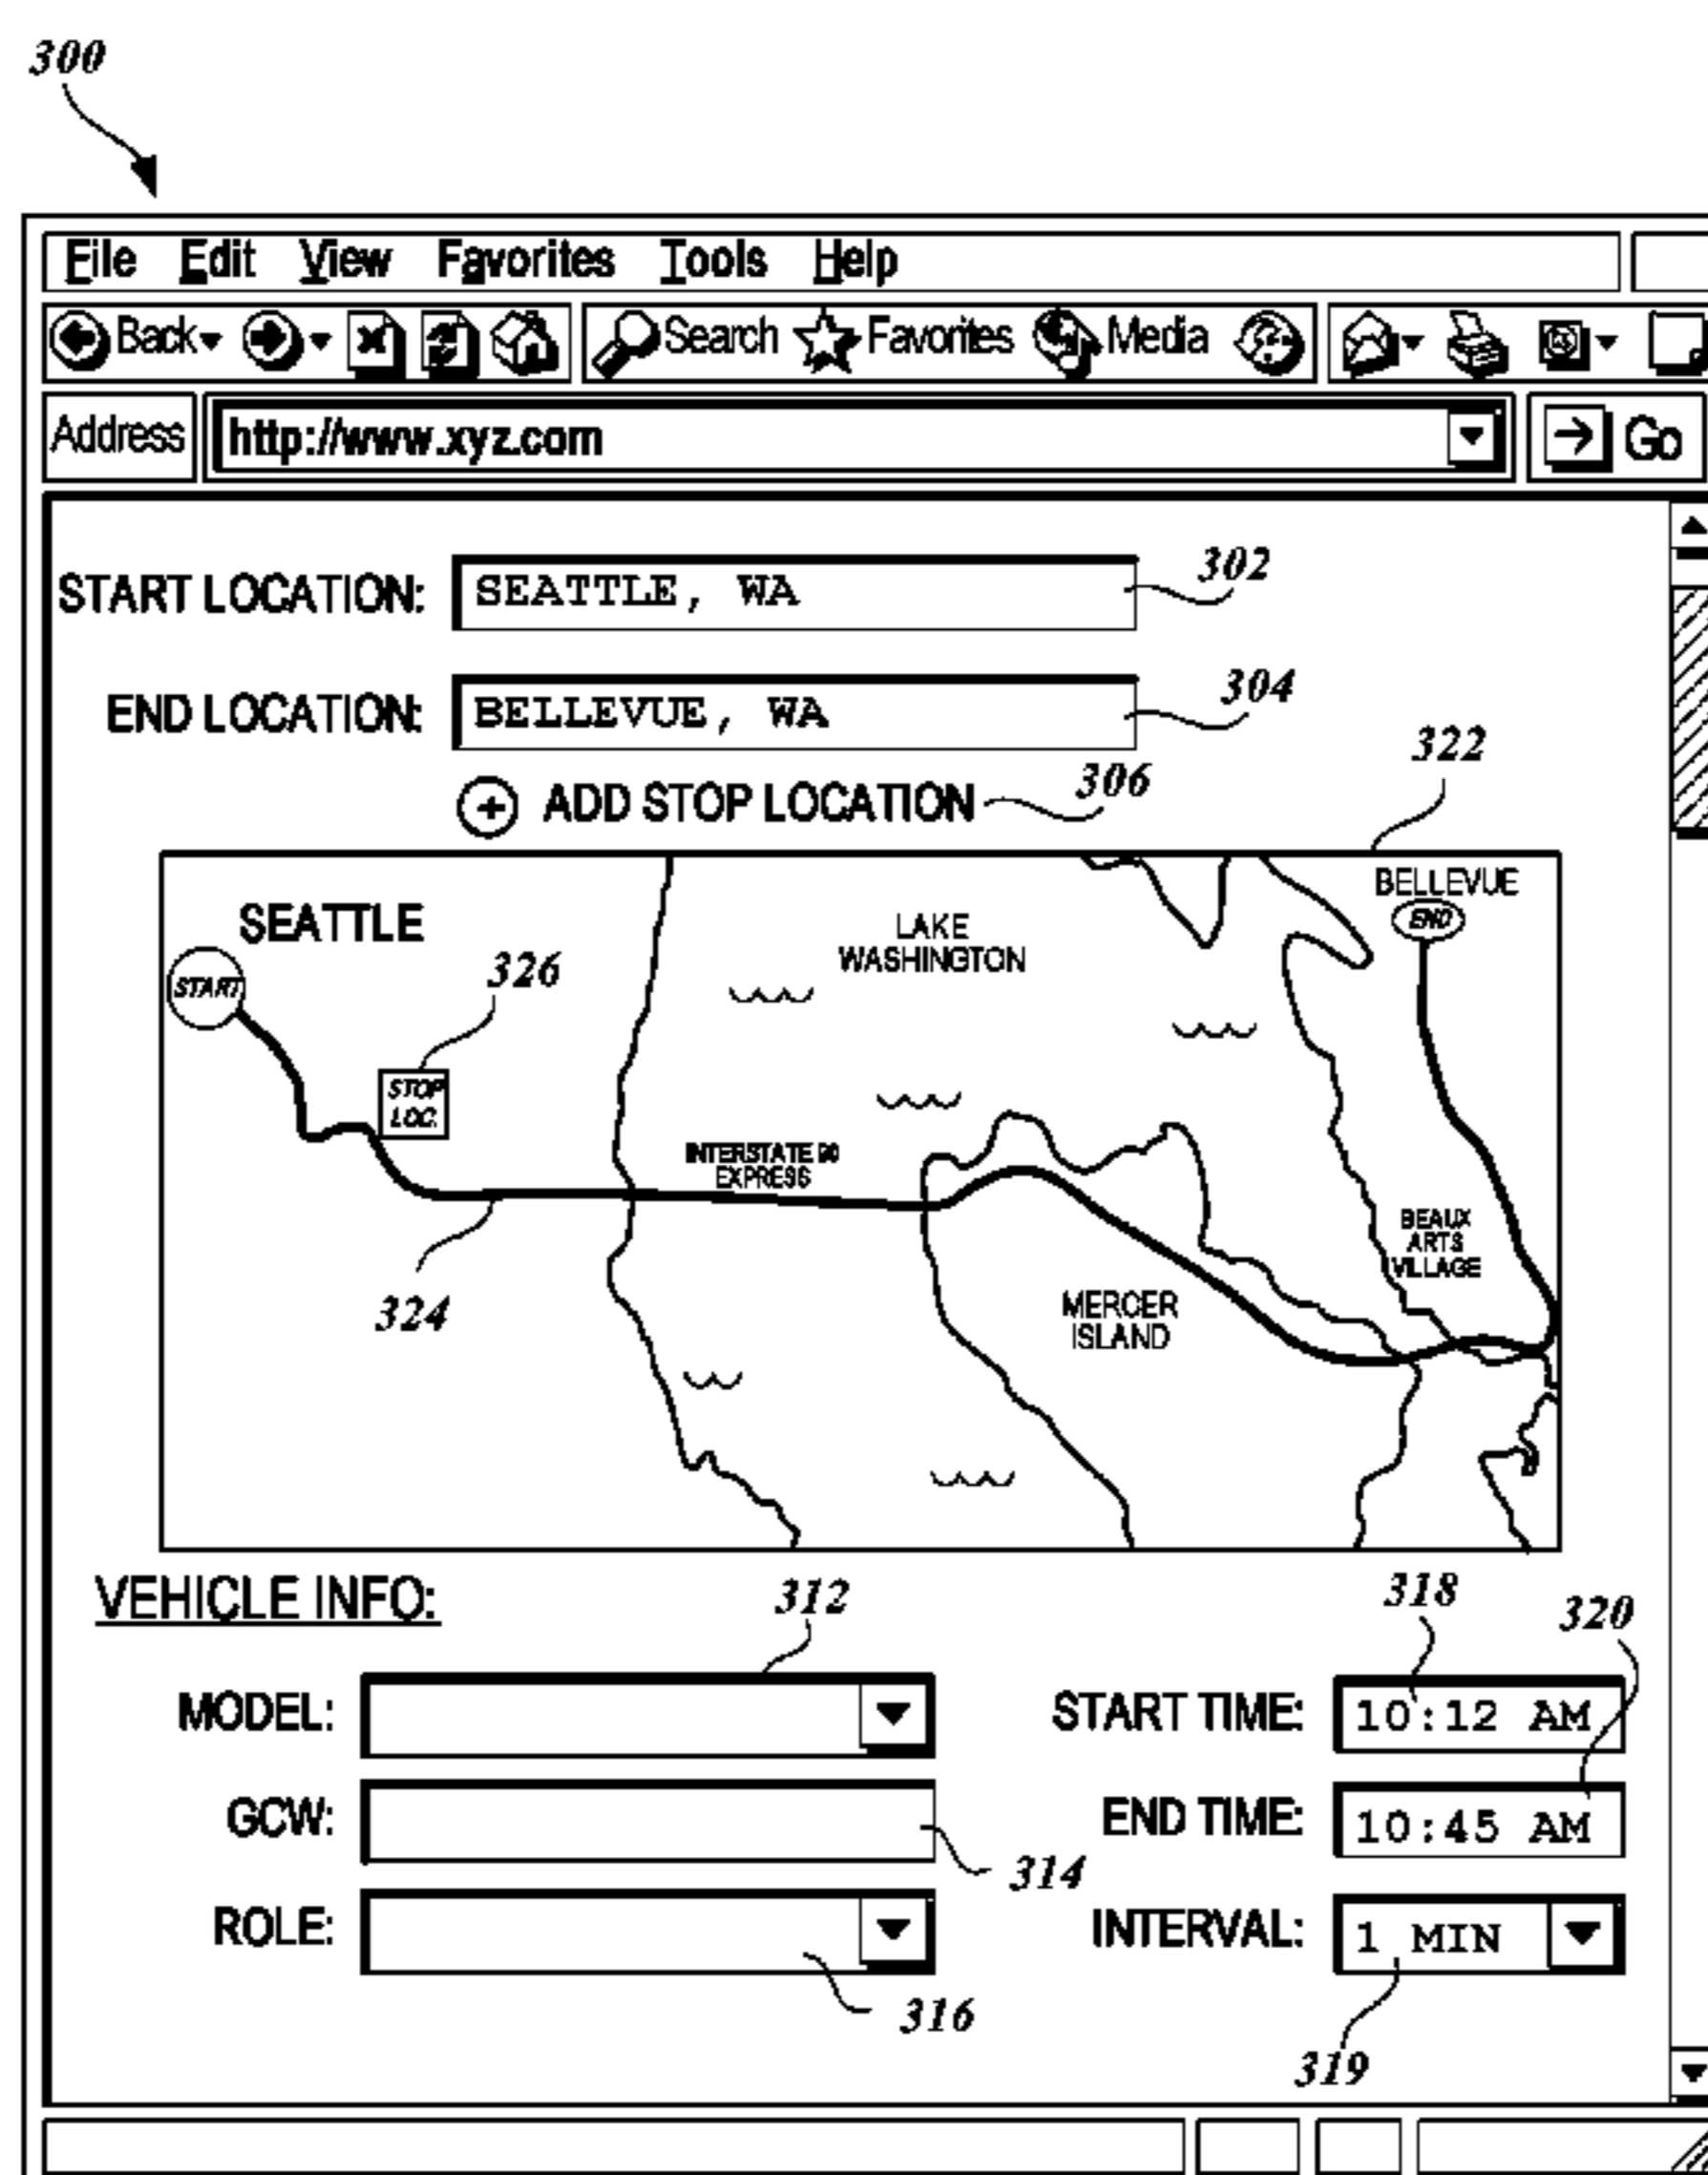 300
File Edit View Favorites Tools Help
Back Search Favorites Media
Address http://www.xyz.com Go
START LOCATION: SEATTLE, WA 302
END LOCATION: BELLEVUE, WA 304
ADD STOP LOCATION 306
322
BELLEVUE
END
SEATTLE
START
326
STOP
LOC.
LAKE
WASHINGTON
INTERSTATE 90
EXPRESS
324
BEAUX
ARTS
VILLAGE
MERCER
ISLAND
VEHICLE INFO:
312
318
320
MODEL: START TIME: 10:12 AM
GCW: END TIME: 10:45 AM
314
ROLE: INTERVAL: 1 MIN
316
319